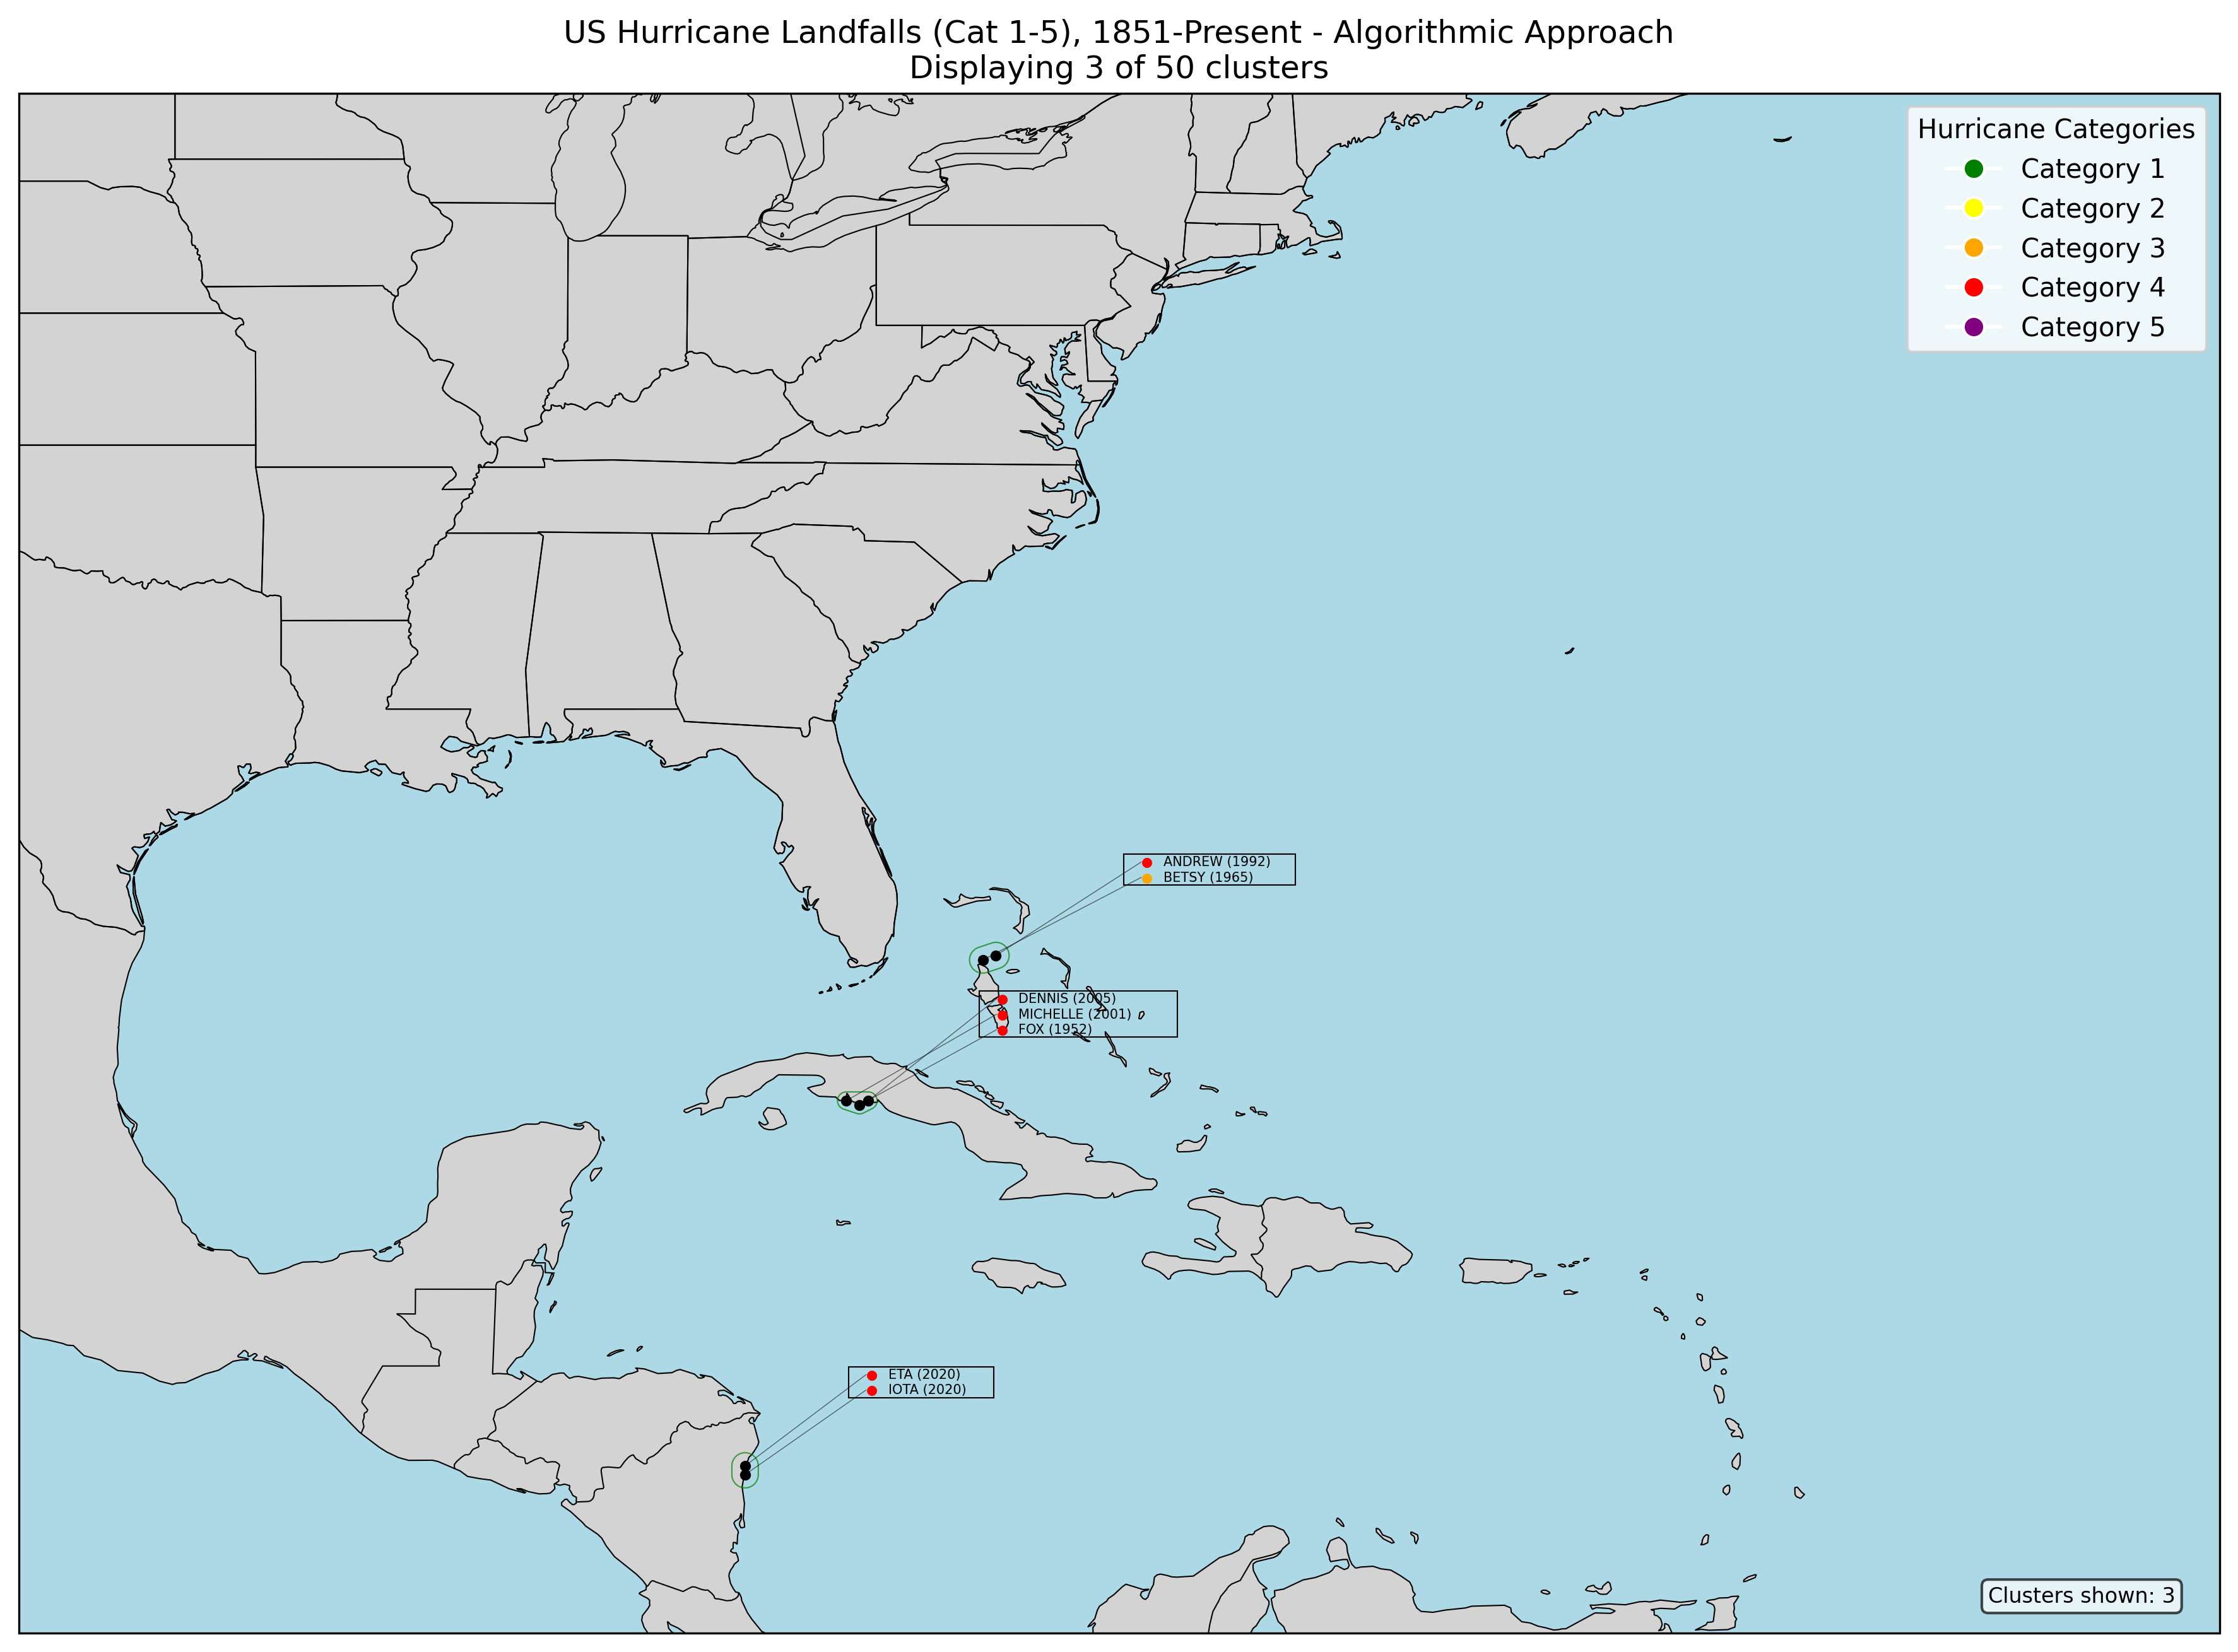 US Hurricane Landfalls (Cat 1-5), 1851-Present - Algorithmic Approach
Displaying 3 of 50 clusters
Hurricane Categories
Category 1
Category 2
Category 3
Category 4
Category 5
ANDREW (1992)
BETSY (1965)
DENNIS (2005)
MICHELLE (2001)
FOX (1952)
ETA (2020)
IOTA (2020)
Clusters shown: 3